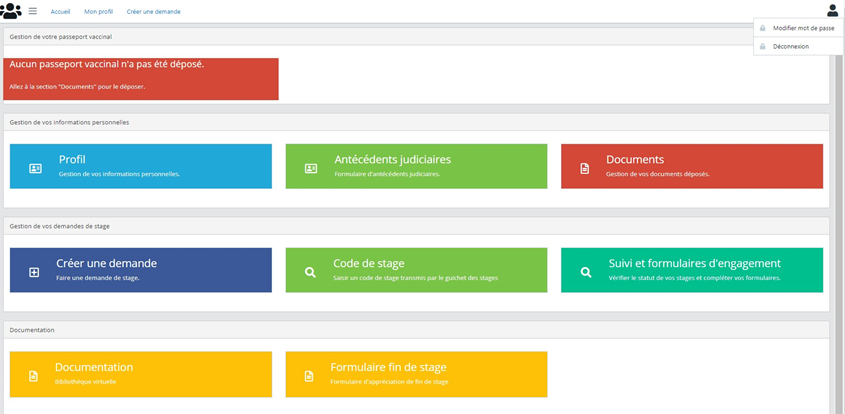 Accueil Mon profil Créer une demande
Modifier mot de passe
Déconnexion
Gestion de votre passeport vaccinal
Aucun passeport vaccinal n'a pas été déposé.
Allez à la section "Documents" pour le déposer.
Gestion de vos informations personnelles
Profil
Gestion de vos informations personnelles.
Antécédents judiciaires
Formulaire d'antécédents judiciaires.
Documents
Gestion de vos documents déposés.
Gestion de vos demandes de stage
Créer une demande
Faire une demande de stage.
Code de stage
Saisir un code de stage transmis par le guichet des stages
Suivi et formulaires d'engagement
Vérifier le statut de vos stages et compléter vos formulaires.
Documentation
Documentation
Bibliothèque virtuelle
Formulaire fin de stage
Formulaire d'appréciation de fin de stage